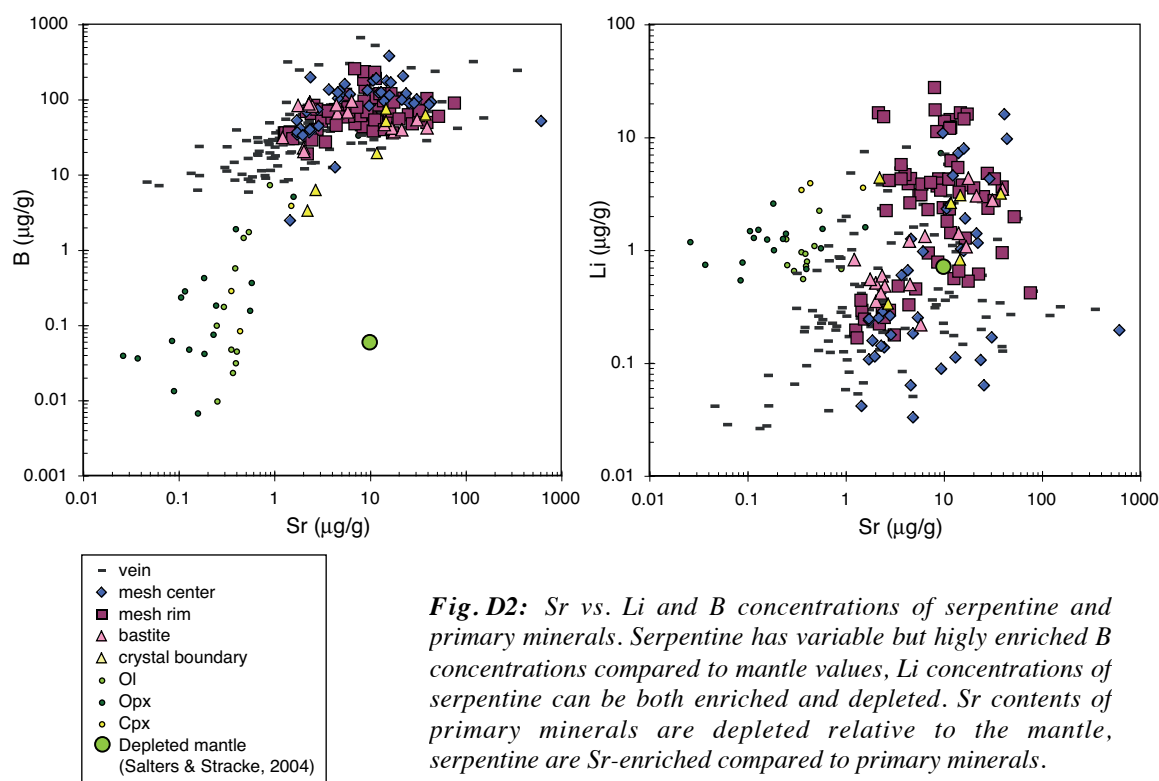 1000
100
10
1
0.1
0.01
0.001
B (µg/g)
0.01
0.1
1
10
100
1000
Sr (µg/g)
100
10
1
0.1
0.01
Li (µg/g)
0.01
0.1
1
10
100
1000
Sr (µg/g)
vein
mesh center
mesh rim
bastite
crystal boundary
Ol
Opx
Cpx
Depleted mantle
(Salters & Stracke, 2004)
Fig. D2: Sr vs. Li and B concentrations of serpentine and
primary minerals. Serpentine has variable but higly enriched B
concentrations compared to mantle values, Li concentrations of
serpentine can be both enriched and depleted. Sr contents of
primary minerals are depleted relative to the mantle,
serpentine are Sr-enriched compared to primary minerals.